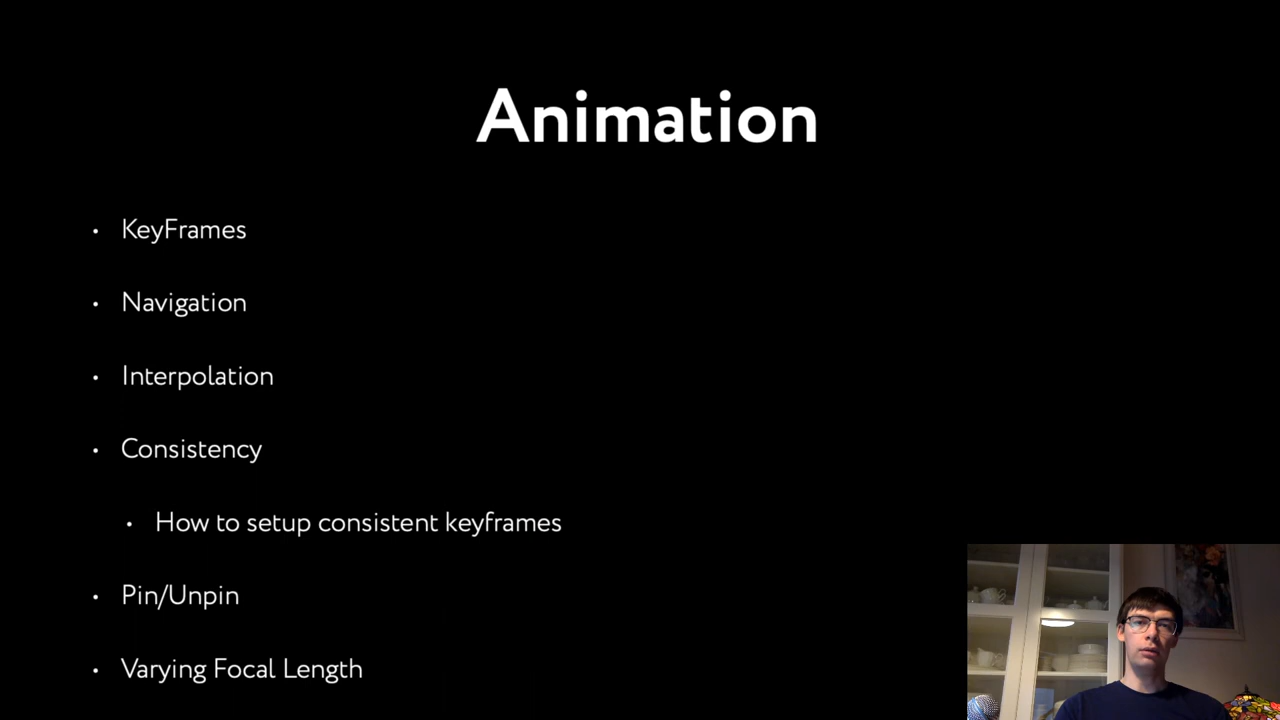 Animation
• KeyFrames
• Navigation
• Interpolation
• Consistency
• How to setup consistent keyframes
• Pin/Unpin
• Varying Focal Length